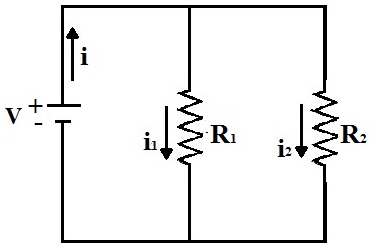 i
V + -
i₁
R₁
i₂
R₂